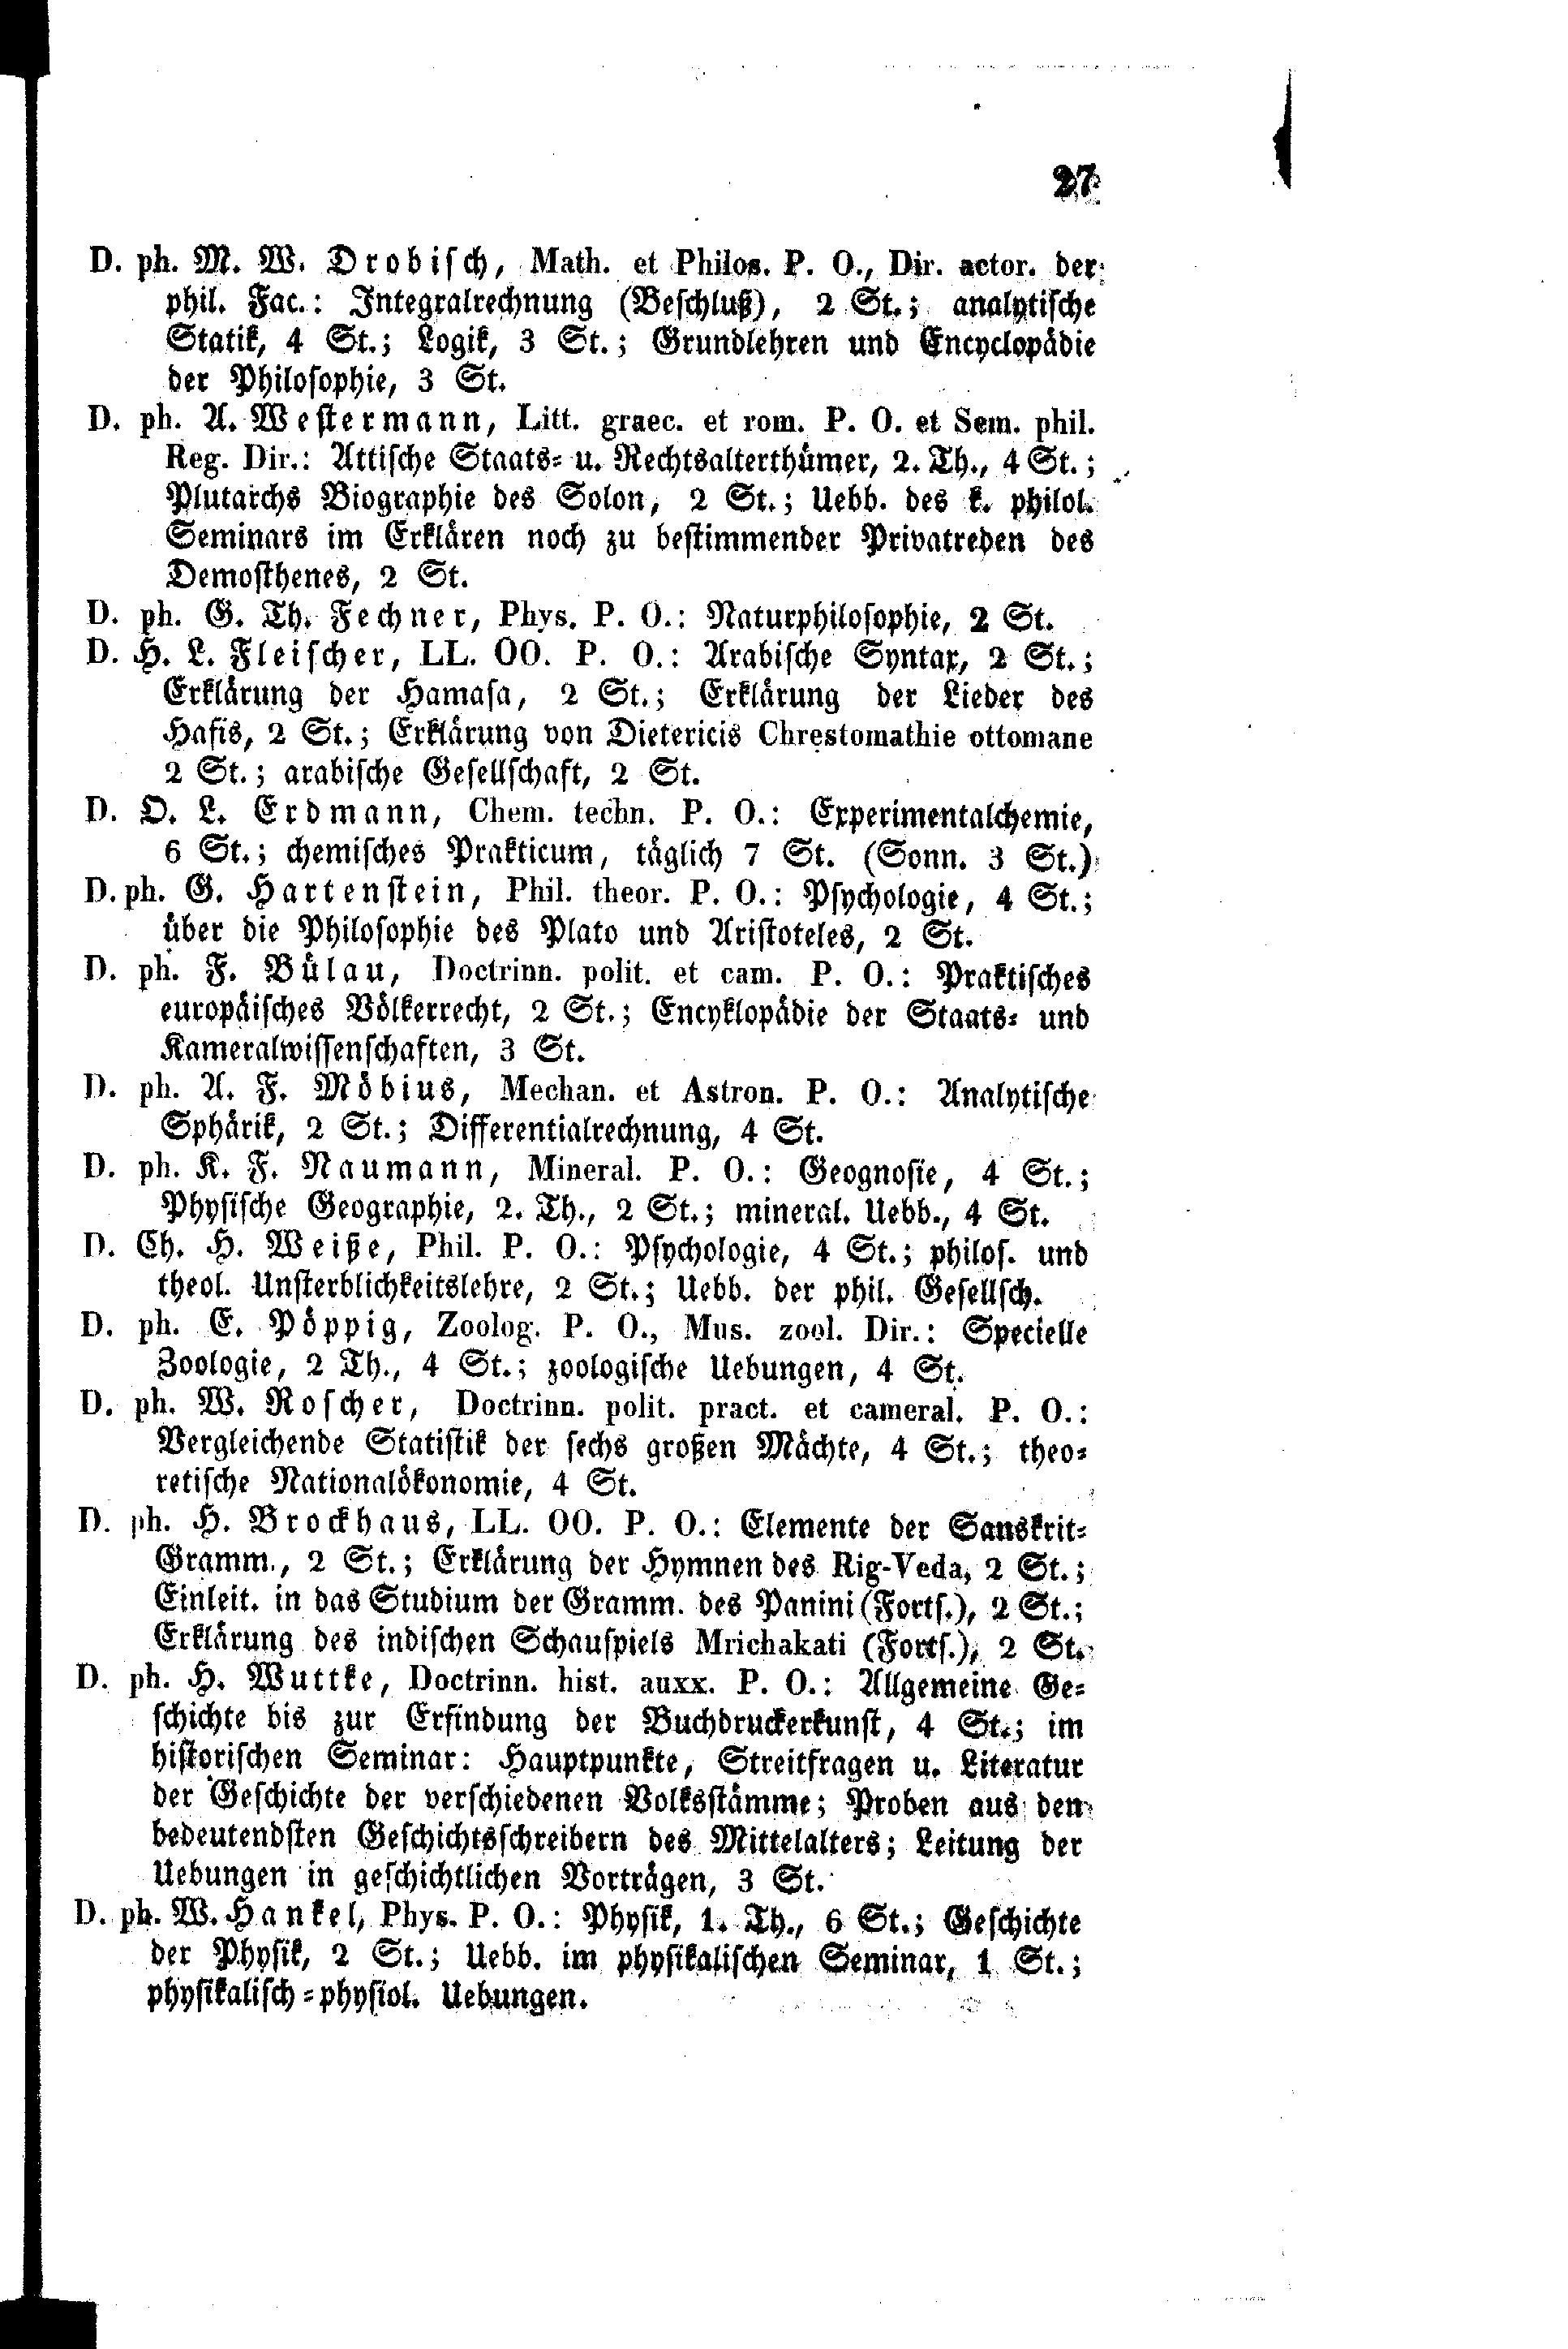 27
D. ph. M. W. Drobisch, Math. et Philos. P. O., Dir. actor. der
phil. Fac.: Integralrechnung (Beschluß), 2 St.; analytische
Statik, 4 St.; Logik, 3 St.; Grundlehren und Encyclopädie
der Philosophie, 3 St.
D. ph. A. Westermann, Litt. graec. et rom. P. O. et Sem. phil.
Reg. Dir.: Attische Staats- u. Rechtsalterthümer, 2. Th., 4 St.;
Plutarchs Biographie des Solon, 2 St.; Uebb. des k. philol.
Seminars im Erklären noch zu bestimmender Privatreden des
Demosthenes, 2 St.
D. ph. G. Th. Fechner, Phys. P. O.: Naturphilosophie, 2 St.
D. H. L. Fleischer, LL. OO. P. O.: Arabische Syntax, 2 St.;
Erklärung der Hamasa, 2 St.; Erklärung der Lieder des
Hafis, 2 St.; Erklärung von Dietericis Chrestomathie ottomane
2 St.; arabische Gesellschaft, 2 St.
D. O. L. Erdmann, Chem. techn. P. O.: Experimentalchemie,
6 St.; chemisches Prakticum, täglich 7 St. (Sonn. 3 St.)
D. ph. G. Hartenstein, Phil. theor. P. O.: Psychologie, 4 St.;
über die Philosophie des Plato und Aristoteles, 2 St.
D. ph. F. Bülau, Doctrinn. polit. et cam. P. O.: Praktisches
europäisches Völkerrecht, 2 St.; Encyklopädie der Staats- und
Kameralwissenschaften, 3 St.
D. ph. A. F. Möbius, Mechan. et Astron. P. O.: Analytische
Sphärik, 2 St.; Differentialrechnung, 4 St.
D. ph. K. F. Naumann, Mineral. P. O.: Geognosie, 4 St.;
Physische Geographie, 2. Th., 2 St.; mineral. Uebb., 4 St.
D. Ch. H. Weiße, Phil. P. O.: Psychologie, 4 St.; philos. und
theol. Unsterblichkeitslehre, 2 St.; Uebb. der phil. Gesellsch.
D. ph. E. Pöppig, Zoolog. P. O., Mus. zool. Dir.: Specielle
Zoologie, 2 Th., 4 St.; zoologische Uebungen, 4 St.
D. ph. W. Roscher, Doctrinn. polit. pract. et cameral. P. O.:
Vergleichende Statistik der sechs großen Mächte, 4 St.; theo-
retische Nationalökonomie, 4 St.
D. ph. H. Brockhaus, LL. OO. P. O.: Elemente der Sanskrit-
Gramm., 2 St.; Erklärung der Hymnen des Rig-Veda, 2 St.;
Einleit. in das Studium der Gramm. des Panini (Forts.), 2 St.;
Erklärung des indischen Schauspiels Mrichakati (Forts.), 2 St.
D. ph. H. Wuttke, Doctrinn. hist. auxx. P. O.: Allgemeine Ge-
schichte bis zur Erfindung der Buchdruckerkunst, 4 St.; im
historischen Seminar: Hauptpunkte, Streitfragen u. Literatur
der Geschichte der verschiedenen Volksstämme; Proben aus den
bedeutendsten Geschichtsschreibern des Mittelalters; Leitung der
Uebungen in geschichtlichen Vorträgen, 3 St.
D. ph. W. Hankel, Phys. P. O.: Physik, 1. Th., 6 St.; Geschichte
der Physik, 2 St.; Uebb. im physikalischen Seminar, 1 St.;
physikalisch-physiol. Uebungen.